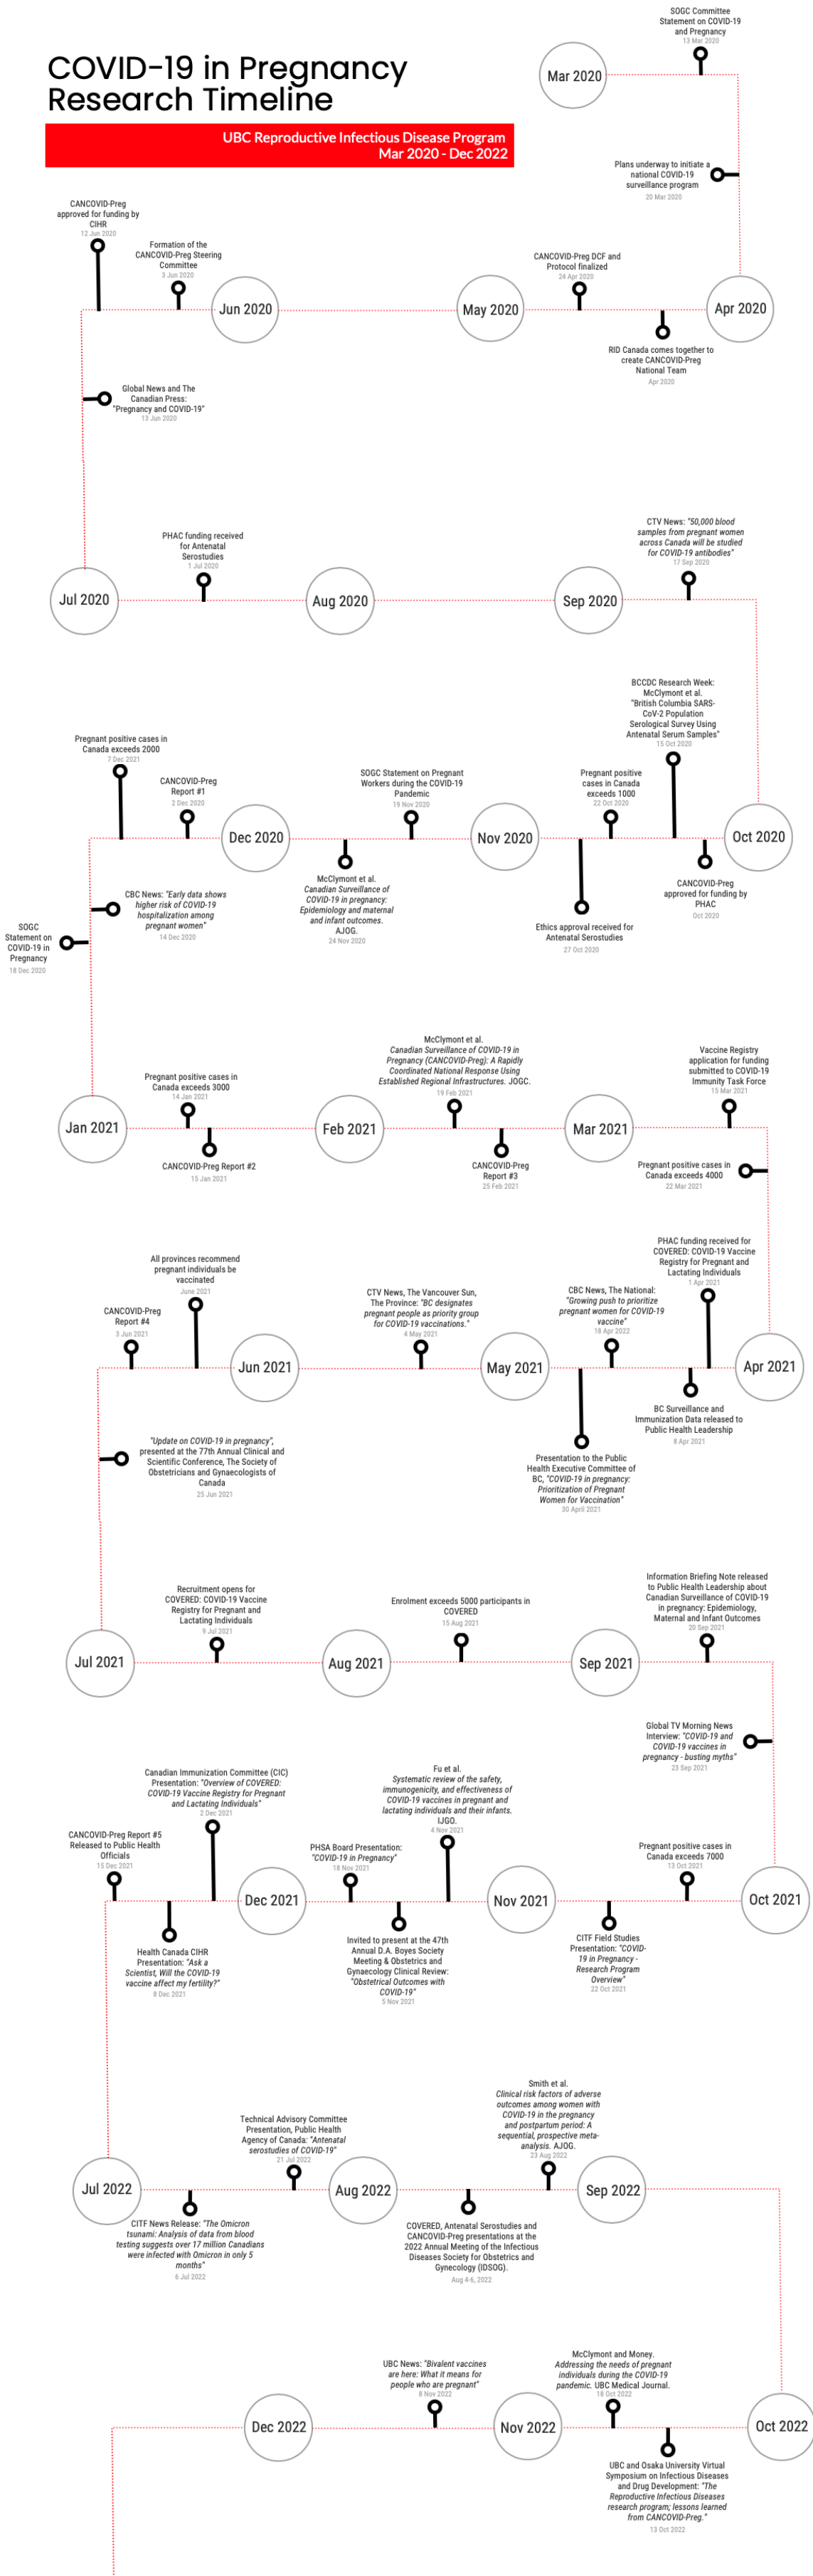 COVID-19 in Pregnancy
Research Timeline
UBC Reproductive Infectious Disease Program
Mar 2020 - Dec 2022
Mar 2020
SOGC Committee
Statement on COVID-19
and Pregnancy
13 Mar 2020
Plans underway to initiate a
national COVID-19
surveillance program
20 Mar 2020
Apr 2020
RID Canada comes together to
create CANCOVID-Preg
National Team
Apr 2020
CANCOVID-Preg DCF and
Protocol finalized
24 Apr 2020
May 2020
Jun 2020
Formation of the
CANCOVID-Preg Steering
Committee
3 Jun 2020
CANCOVID-Preg
approved for funding by
CIHR
12 Jun 2020
Global News and The
Canadian Press:
"Pregnancy and COVID-19"
13 Jun 2020
Jul 2020
PHAC funding received
for Antenatal
Serostudies
1 Jul 2020
Aug 2020
Sep 2020
CTV News: "50,000 blood
samples from pregnant women
across Canada will be studied
for COVID-19 antibodies"
17 Sep 2020
Oct 2020
CANCOVID-Preg
approved for funding by
PHAC
Oct 2020
BCCDC Research Week:
McClymont et al.
"British Columbia SARS-
CoV-2 Population
Serological Survey Using
Antenatal Serum Samples"
15 Oct 2020
Pregnant positive
cases in Canada
exceeds 1000
22 Oct 2020
Ethics approval received for
Antenatal Serostudies
27 Oct 2020
Nov 2020
SOGC Statement on Pregnant
Workers during the COVID-19
Pandemic
19 Nov 2020
McClymont et al.
Canadian Surveillance of
COVID-19 in pregnancy:
Epidemiology and maternal
and infant outcomes.
AJOG.
24 Nov 2020
Dec 2020
CANCOVID-Preg
Report #1
2 Dec 2020
Pregnant positive cases in
Canada exceeds 2000
7 Dec 2021
CBC News: "Early data shows
higher risk of COVID-19
hospitalization among
pregnant women"
14 Dec 2020
SOGC
Statement on
COVID-19 in
Pregnancy
18 Dec 2020
Jan 2021
Pregnant positive cases in
Canada exceeds 3000
14 Jan 2021
CANCOVID-Preg Report #2
15 Jan 2021
Feb 2021
McClymont et al.
Canadian Surveillance of COVID-19 in
Pregnancy (CANCOVID-Preg): A Rapidly
Coordinated National Response Using
Established Regional Infrastructures. JOGC.
19 Feb 2021
CANCOVID-Preg
Report #3
25 Feb 2021
Mar 2021
Vaccine Registry
application for funding
submitted to COVID-19
Immunity Task Force
15 Mar 2021
Pregnant positive cases in
Canada exceeds 4000
22 Mar 2021
Apr 2021
PHAC funding received for
COVERED: COVID-19 Vaccine
Registry for Pregnant and
Lactating Individuals
1 Apr 2021
BC Surveillance and
Immunization Data released to
Public Health Leadership
8 Apr 2021
CBC News, The National:
"Growing push to prioritize
pregnant women for COVID-19
vaccine"
18 Apr 2022
Presentation to the Public
Health Executive Committee of
BC, "COVID-19 in pregnancy:
Prioritization of Pregnant
Women for Vaccination"
30 April 2021
May 2021
CTV News, The Vancouver Sun,
The Province: "BC designates
pregnant people as priority group
for COVID-19 vaccinations."
4 May 2021
Jun 2021
All provinces recommend
pregnant individuals be
vaccinated
June 2021
CANCOVID-Preg
Report #4
3 Jun 2021
"Update on COVID-19 in pregnancy",
presented at the 77th Annual Clinical and
Scientific Conference, The Society of
Obstetricians and Gynaecologists of
Canada
25 Jun 2021
Jul 2021
Recruitment opens for
COVERED: COVID-19 Vaccine
Registry for Pregnant and
Lactating Individuals
9 Jul 2021
Aug 2021
Enrolment exceeds 5000 participants in
COVERED
15 Aug 2021
Sep 2021
Information Briefing Note released
to Public Health Leadership about
Canadian Surveillance of COVID-19
in pregnancy: Epidemiology,
Maternal and Infant Outcomes
20 Sep 2021
Global TV Morning News
Interview: "COVID-19 and
COVID-19 vaccines in
pregnancy - busting myths"
23 Sep 2021
Oct 2021
Pregnant positive cases in
Canada exceeds 7000
13 Oct 2021
CITF Field Studies
Presentation: "COVID-
19 in Pregnancy -
Research Program
Overview"
22 Oct 2021
Nov 2021
Fu et al.
Systematic review of the safety,
immunogenicity, and effectiveness of
COVID-19 vaccines in pregnant and
lactating individuals and their infants.
IJGO.
4 Nov 2021
Invited to present at the 47th
Annual D.A. Boyes Society
Meeting & Obstetrics and
Gynaecology Clinical Review:
"Obstetrical Outcomes with
COVID-19"
5 Nov 2021
PHSA Board Presentation:
"COVID-19 in Pregnancy"
18 Nov 2021
Dec 2021
Canadian Immunization Committee (CIC)
Presentation: "Overview of COVERED:
COVID-19 Vaccine Registry for Pregnant
and Lactating Individuals"
2 Dec 2021
Health Canada CIHR
Presentation: "Ask a
Scientist, Will the COVID-19
vaccine affect my fertility?"
8 Dec 2021
CANCOVID-Preg Report #5
Released to Public Health
Officials
15 Dec 2021
Jul 2022
CITF News Release: "The Omicron
tsunami: Analysis of data from blood
testing suggests over 17 million Canadians
were infected with Omicron in only 5
months"
6 Jul 2022
Technical Advisory Committee
Presentation, Public Health
Agency of Canada: "Antenatal
serostudies of COVID-19"
21 Jul 2022
Aug 2022
COVERED, Antenatal Serostudies and
CANCOVID-Preg presentations at the
2022 Annual Meeting of the Infectious
Diseases Society for Obstetrics and
Gynecology (IDSOG).
Aug 4-6, 2022
Smith et al.
Clinical risk factors of adverse
outcomes among women with
COVID-19 in the pregnancy
and postpartum period: A
sequential, prospective meta-
analysis. AJOG.
23 Aug 2022
Sep 2022
Oct 2022
UBC and Osaka University Virtual
Symposium on Infectious Diseases
and Drug Development: "The
Reproductive Infectious Diseases
research program; lessons learned
from CANCOVID-Preg."
13 Oct 2022
McClymont and Money.
Addressing the needs of pregnant
individuals during the COVID-19
pandemic. UBC Medical Journal.
18 Oct 2022
Nov 2022
UBC News: "Bivalent vaccines
are here: What it means for
people who are pregnant"
8 Nov 2022
Dec 2022